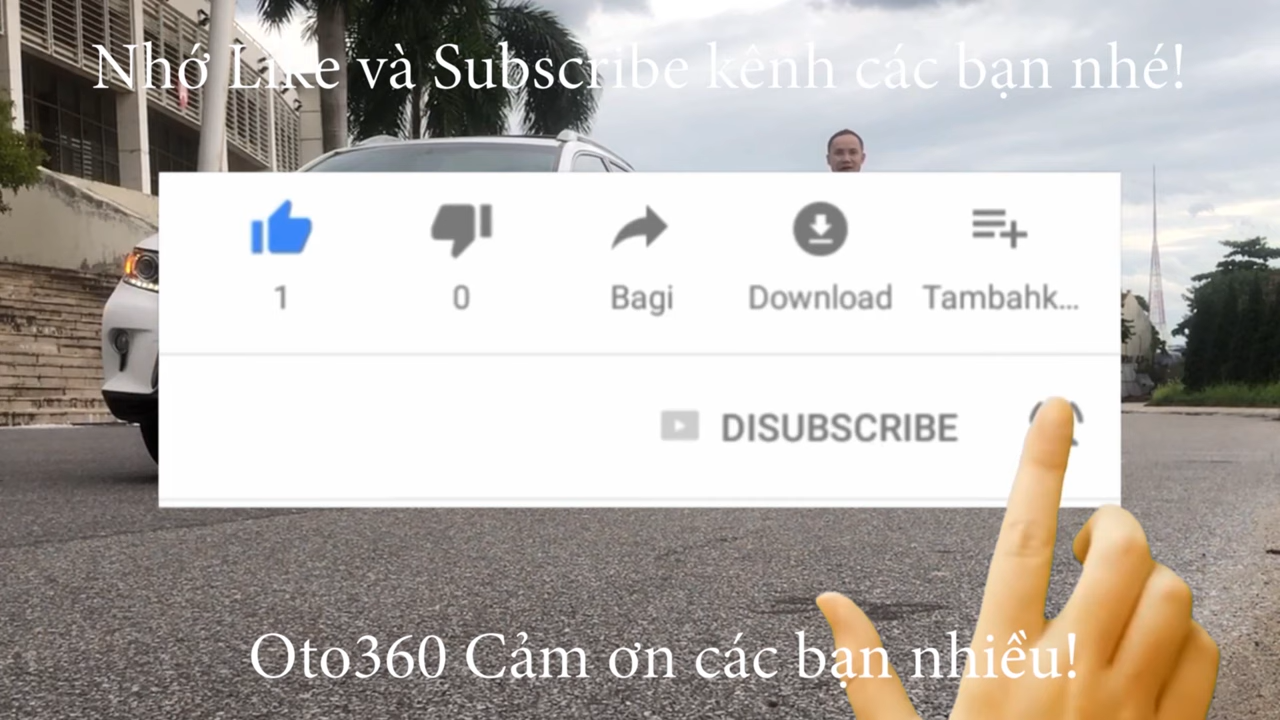 Nhớ Like và Subscribe kênh các bạn nhé!
1
0
Bagi
Download
Tambahk...
DISUBSCRIBE
Oto360 Cảm ơn các bạn nhiều!